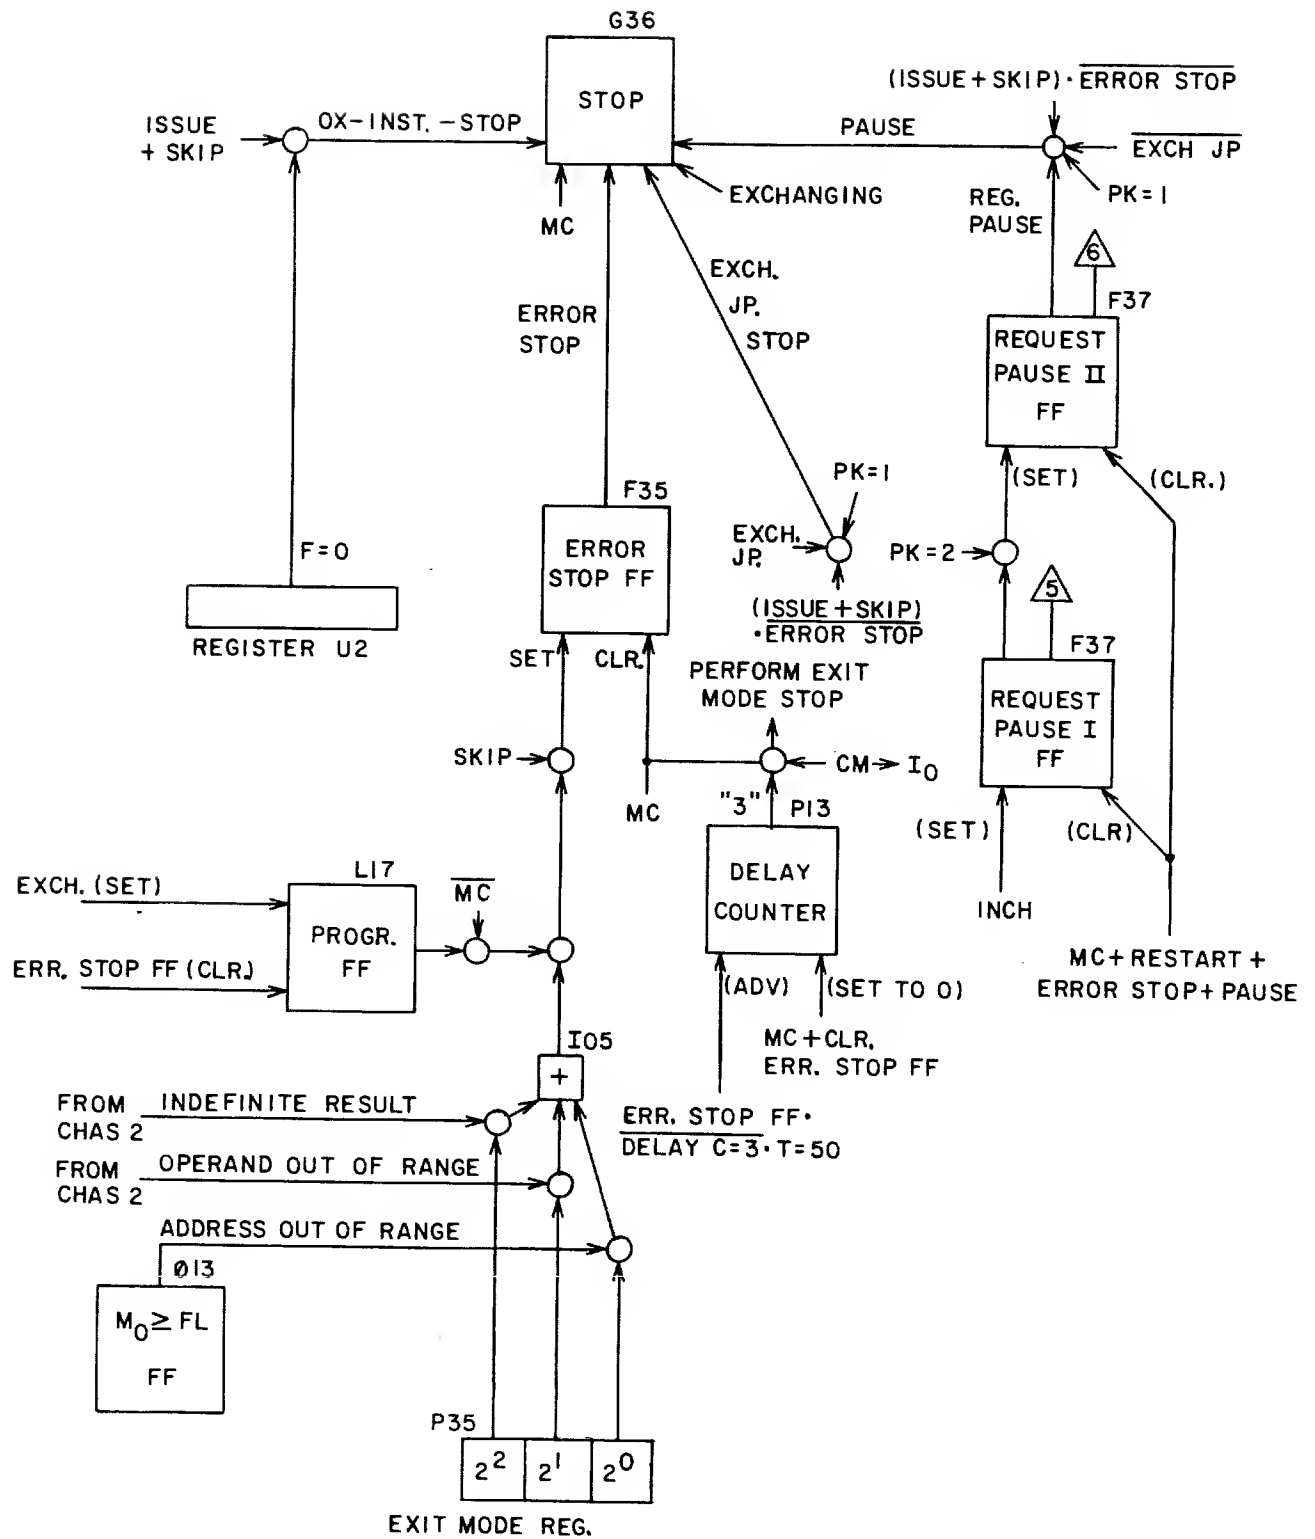 G36
STOP
(ISSUE+SKIP)·ERROR STOP
ISSUE
+ SKIP
OX-INST.-STOP
PAUSE
EXCH JP
MC
EXCHANGING
REG.
PAUSE
PK=1
6
F37
EXCH.
JP.
STOP
ERROR
STOP
REQUEST
PAUSE II
FF
(SET)
(CLR.)
PK=1
F35
ERROR
STOP FF
EXCH.
JP.
PK=2
F=0
5
(ISSUE+SKIP)
·ERROR STOP
REGISTER U2
SET
CLR.
F37
PERFORM EXIT
MODE STOP
REQUEST
PAUSE I
FF
SKIP
CM
I0
MC
"3"
P13
(SET)
(CLR)
DELAY
COUNTER
L17
EXCH. (SET)
MC
INCH
PROGR.
FF
ERR. STOP FF (CLR.)
(ADV)
(SET TO 0)
MC+RESTART+
ERROR STOP+PAUSE
I05
+
MC+CLR.
ERR. STOP FF
FROM
CHAS 2
INDEFINITE RESULT
ERR. STOP FF·
DELAY C=3·T=50
FROM
CHAS 2
OPERAND OUT OF RANGE
ADDRESS OUT OF RANGE
Ø13
M0≥FL
FF
P35
2² 2¹ 2⁰
EXIT MODE REG.